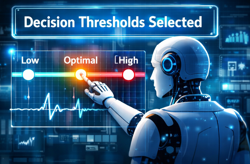 Decision Thresholds Selected
Low Optimal High